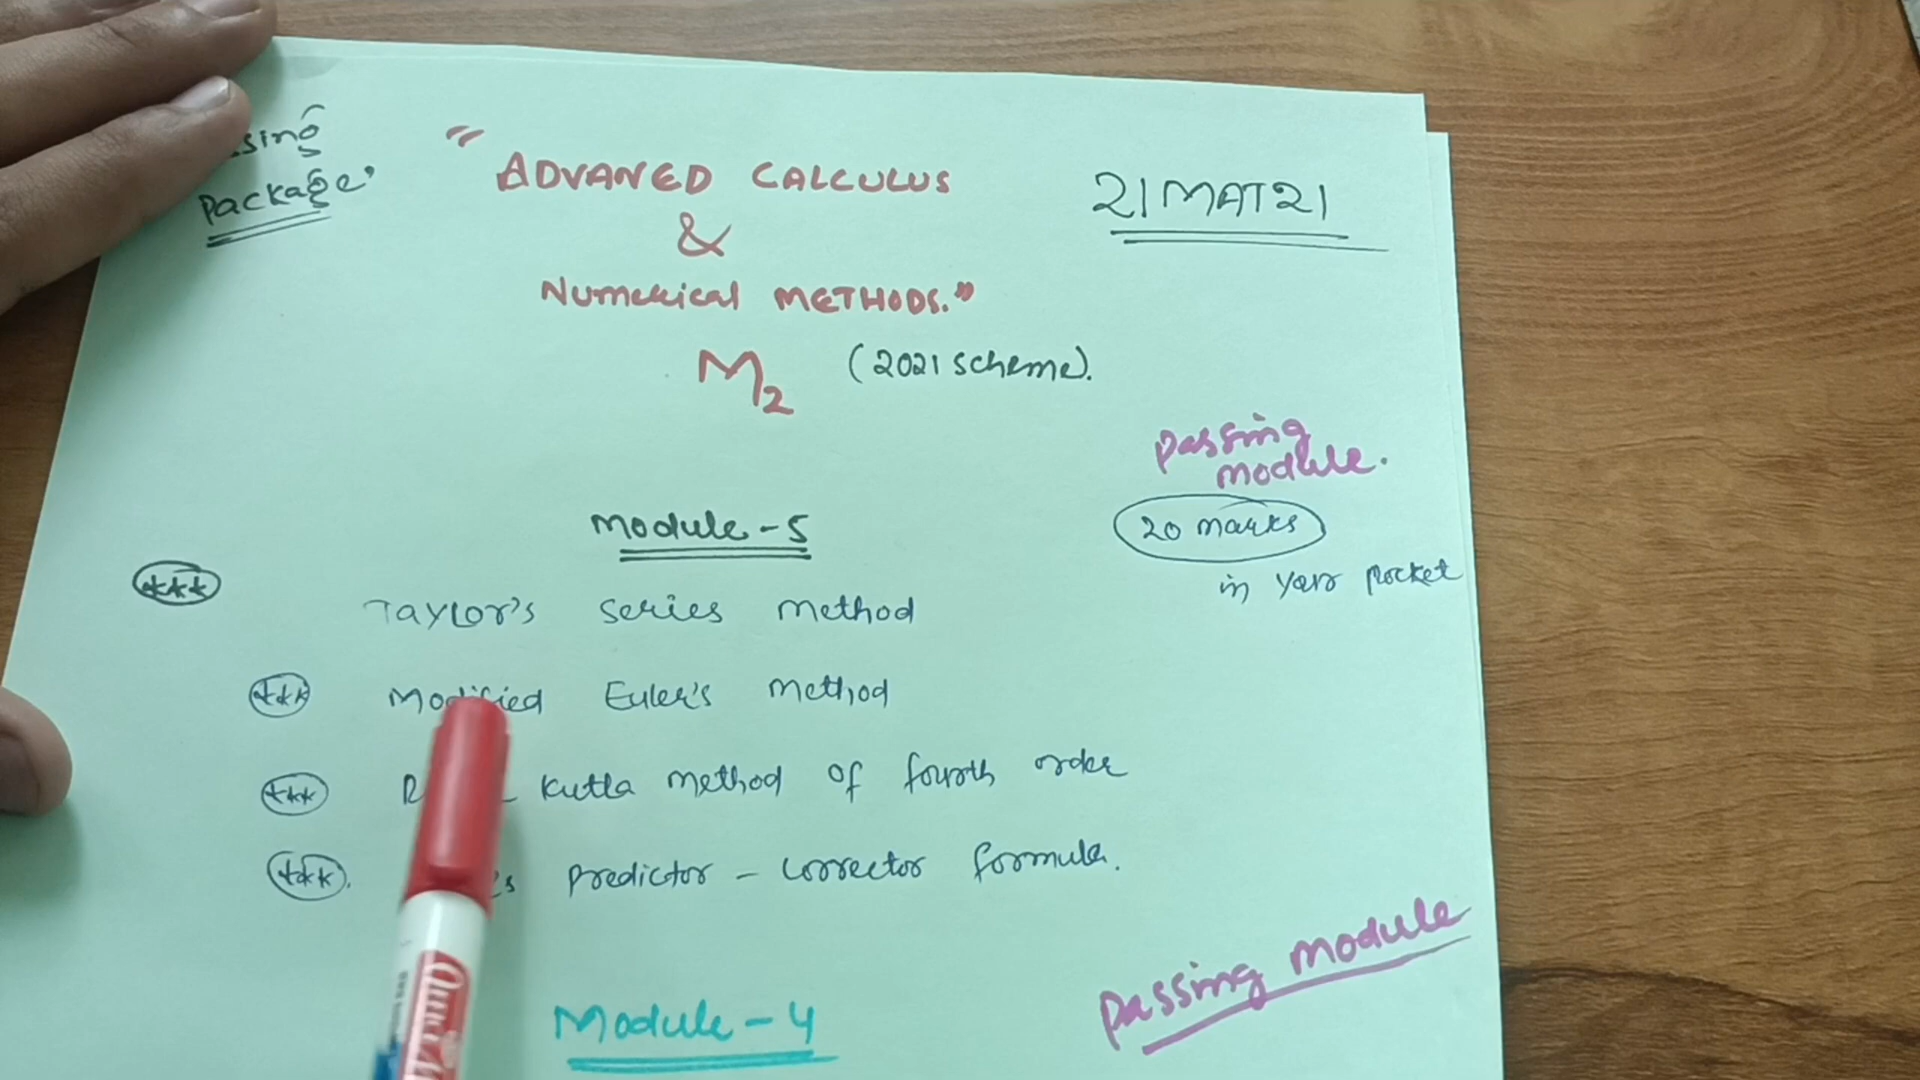 Package"
"ADVANED CALCULUS
&
Numerical METHODS."
21MAT21
M2 (2021 scheme).
Passing
module.
20 marks
in your pocket
Module-5
*** Taylor's series method
*** Modified Euler's method
*** Kutta method of fourth order
***. predictor - corrector formula.
Passing module
Module-4